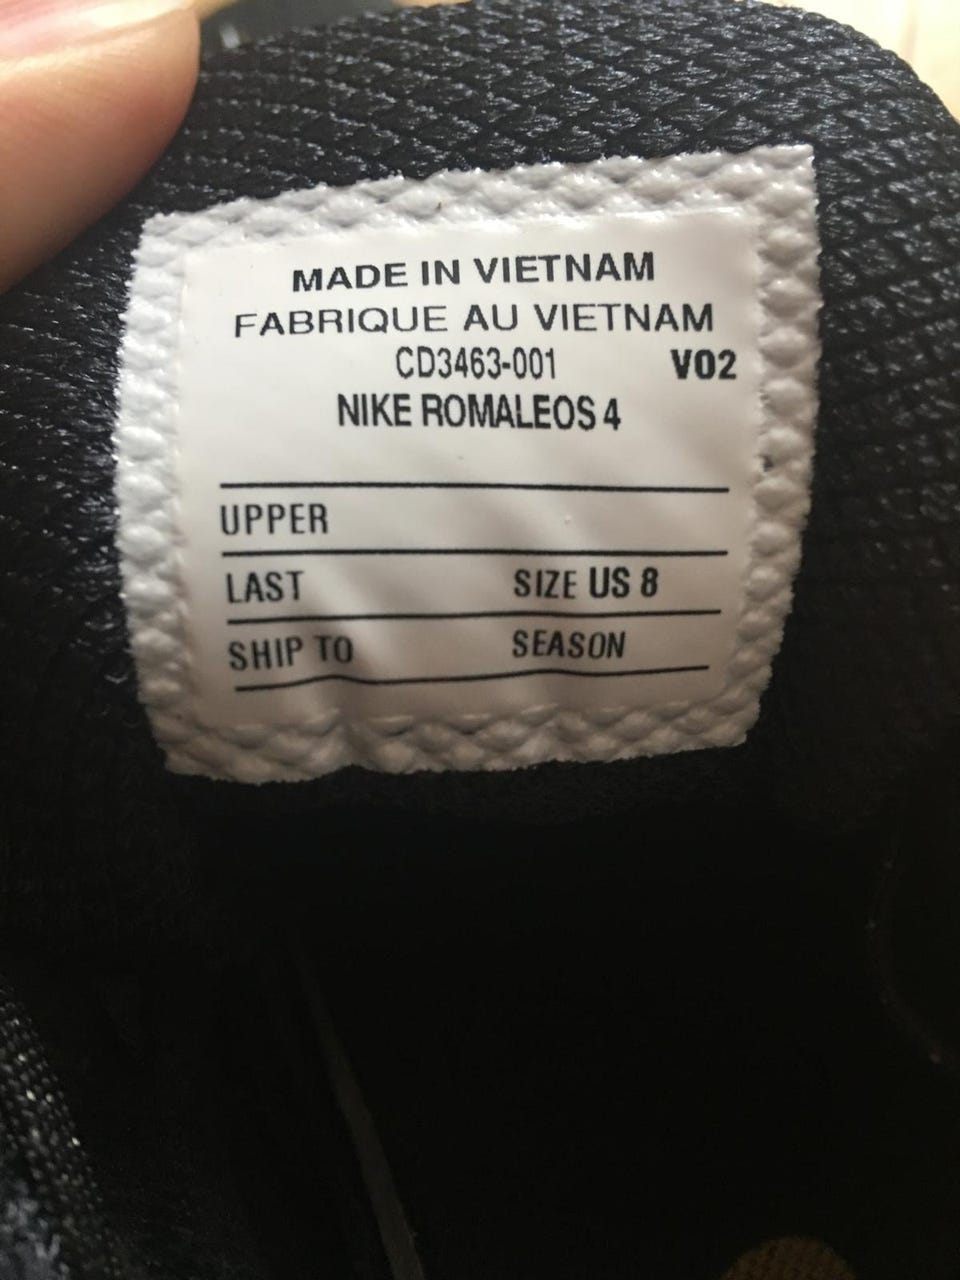 MADE IN VIETNAM
FABRIQUE AU VIETNAM
CD3463-001 V02
NIKE ROMALEOS 4
UPPER
LAST SIZE US 8
SHIP TO SEASON